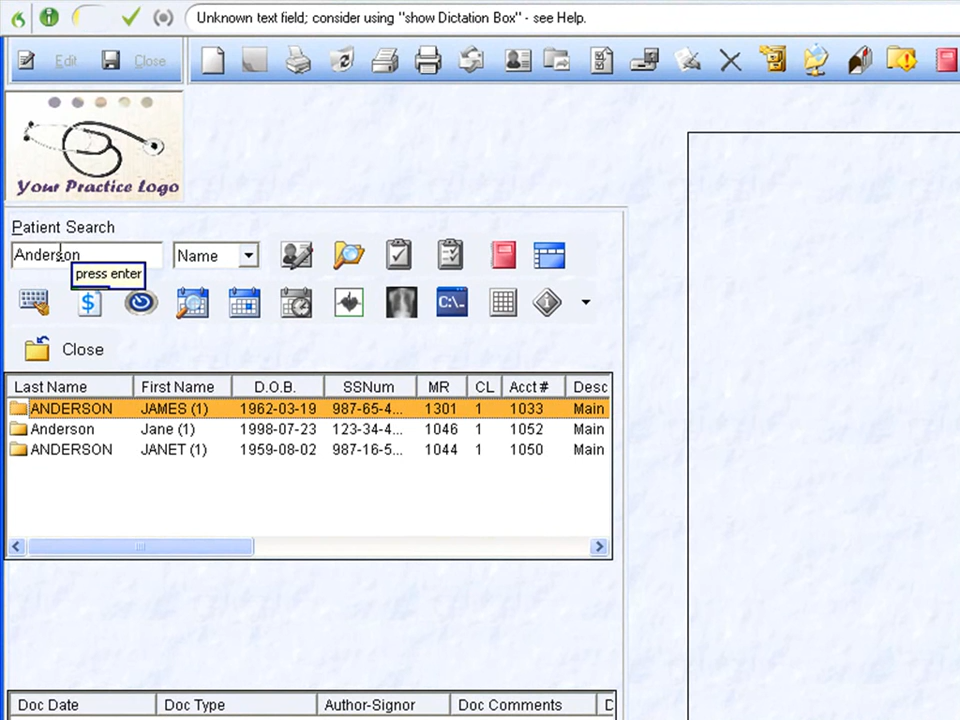 Unknown text field; consider using "show Dictation Box" - see Help.
Edit Close
Your Practice Logo
Patient Search
Anderson Name
press enter
C:\..
Close
Last Name First Name D.O.B. SSNum MR CL Acct # Desc
ANDERSON JAMES (1) 1962-03-19 987-65-4... 1301 1 1033 Main
Anderson Jane (1) 1998-07-23 123-34-4... 1046 1 1052 Main
ANDERSON JANET (1) 1959-08-02 987-16-5... 1044 1 1050 Main
Doc Date Doc Type Author-Signor Doc Comments D